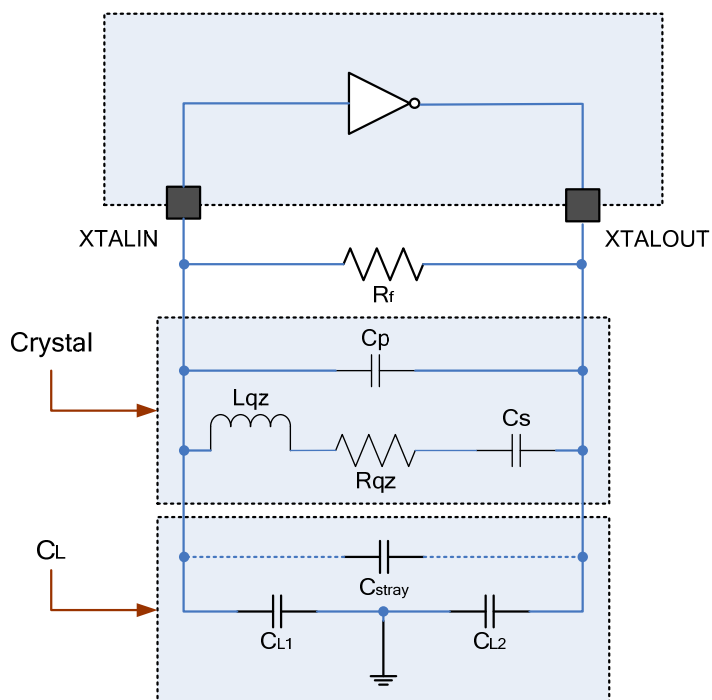 XTALIN
XTALOUT
Rf
Crystal
Cp
Lqz
Cs
Rqz
CL
Cstray
CL1
CL2